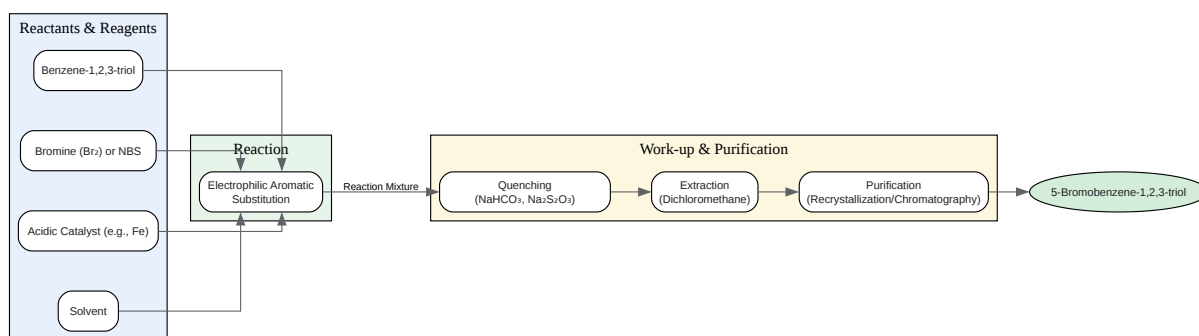 Reactants & Reagents
Benzene-1,2,3-triol
Bromine (Br₂) or NBS
Acidic Catalyst (e.g., Fe)
Solvent
Reaction
Electrophilic Aromatic
Substitution
Reaction Mixture
Work-up & Purification
Quenching
(NaHCO₃, Na₂S₂O₃)
Extraction
(Dichloromethane)
Purification
(Recrystallization/Chromatography)
5-Bromobenzene-1,2,3-triol